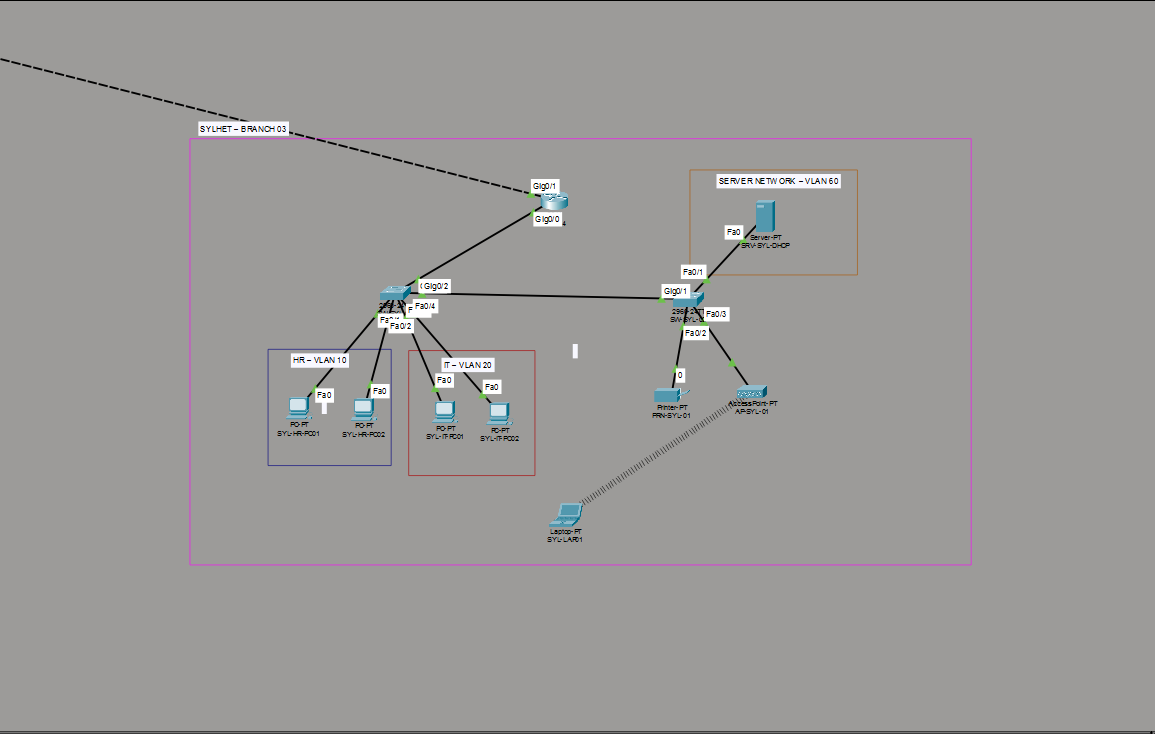 SYLHET – BRANCH 03
Gig0/1
Gig0/0
SERVER NETWORK – VLAN 60
Fa0
Server-PT
SRV-SYL-DHCP
Fa0/1
Gig0/2
Gig0/1
Fa0/4
Fa0/2
Fa0/3
Fa0/2
HR – VLAN 10
IT – VLAN 20
Fa0
Fa0
Fa0
Fa0
0
PC-PT
SYL-HR-PC01
PC-PT
SYL-HR-PC02
PC-PT
SYL-IT-PC01
PC-PT
SYL-IT-PC02
Printer-PT
PRN-SYL-01
AccessPoint-PT
AP-SYL-01
Laptop-PT
SYL-LAP01